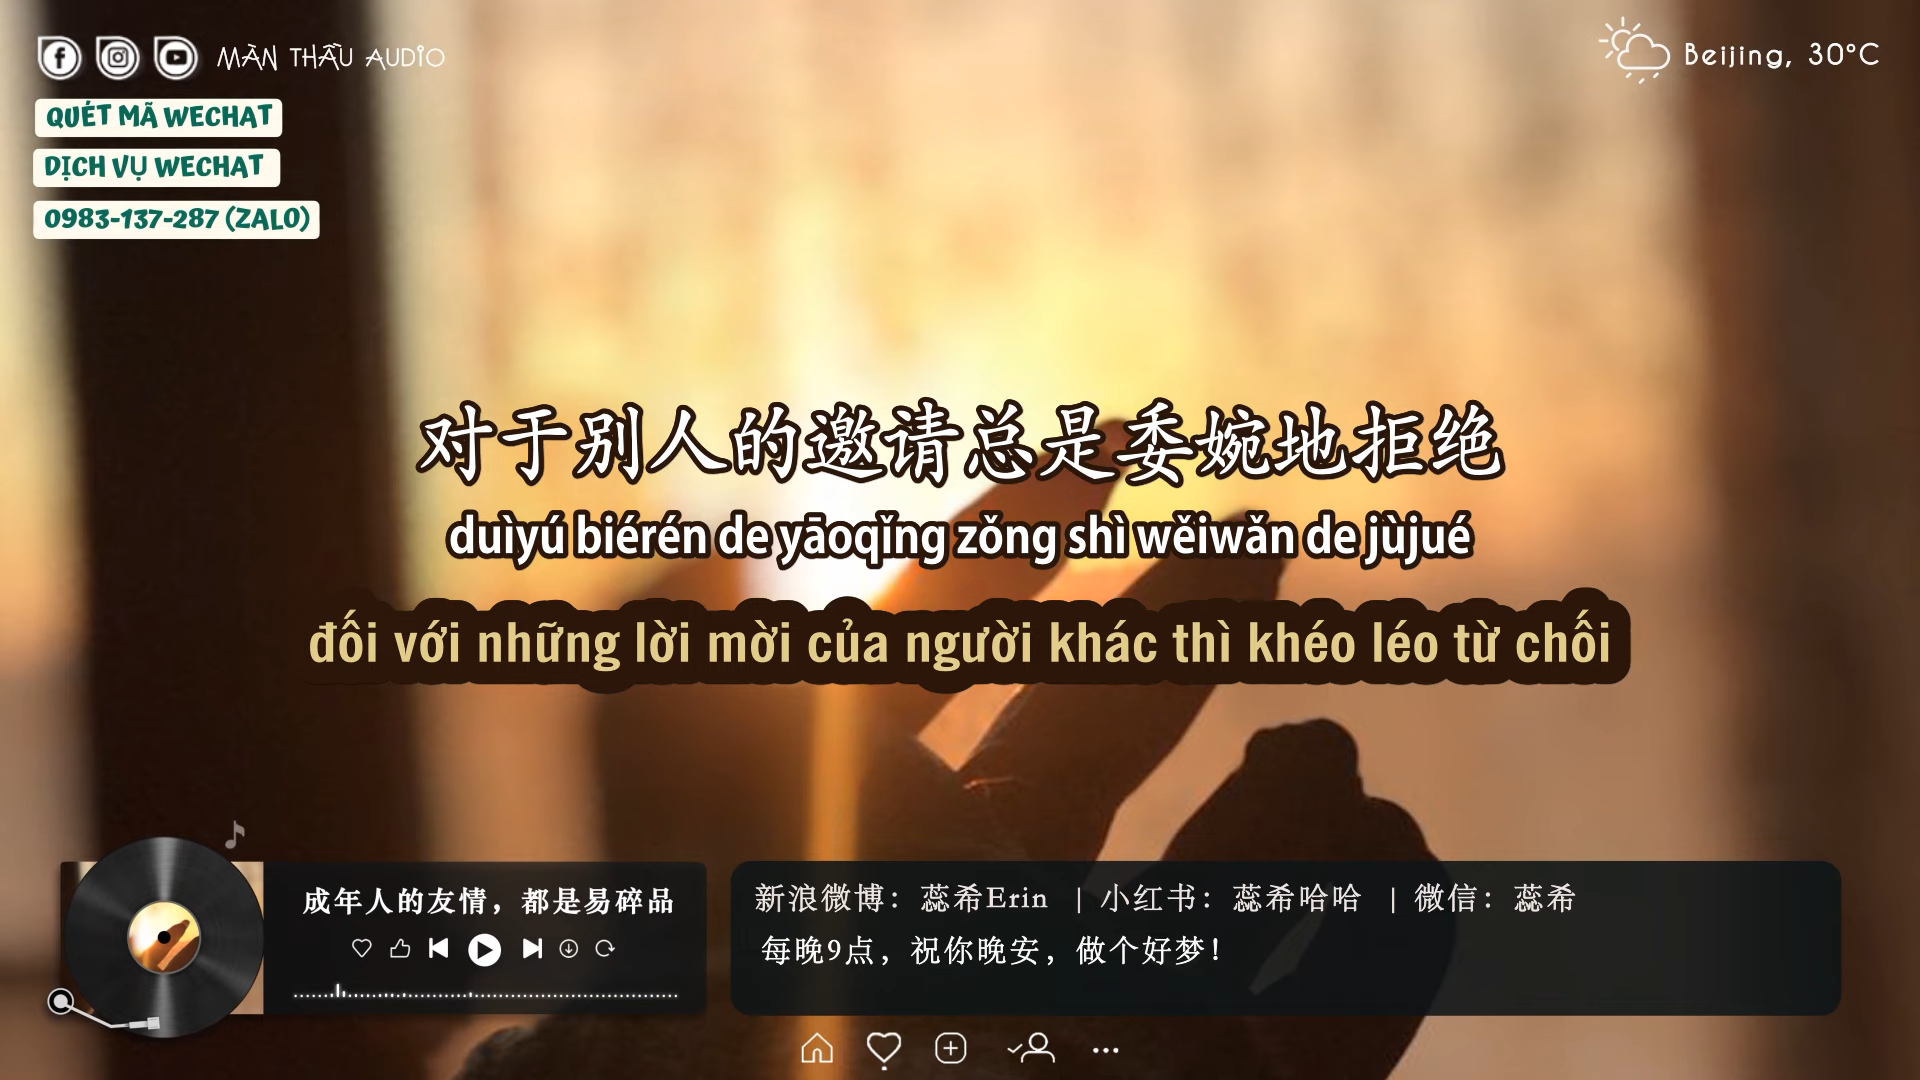 MÀN THẦU AUDIO
Beijing, 30°C
QUÉT MÃ WECHAT
DỊCH VỤ WECHAT
0983-137-287 (ZALO)
对于别人的邀请总是委婉地拒绝
duìyú biérén de yāoqǐng zǒng shì wěiwǎn de jùjué
đối với những lời mời của người khác thì khéo léo từ chối
成年人的友情，都是易碎品
新浪微博：蕊希Erin | 小红书：蕊希哈哈 | 微信：蕊希
每晚9点，祝你晚安，做个好梦！